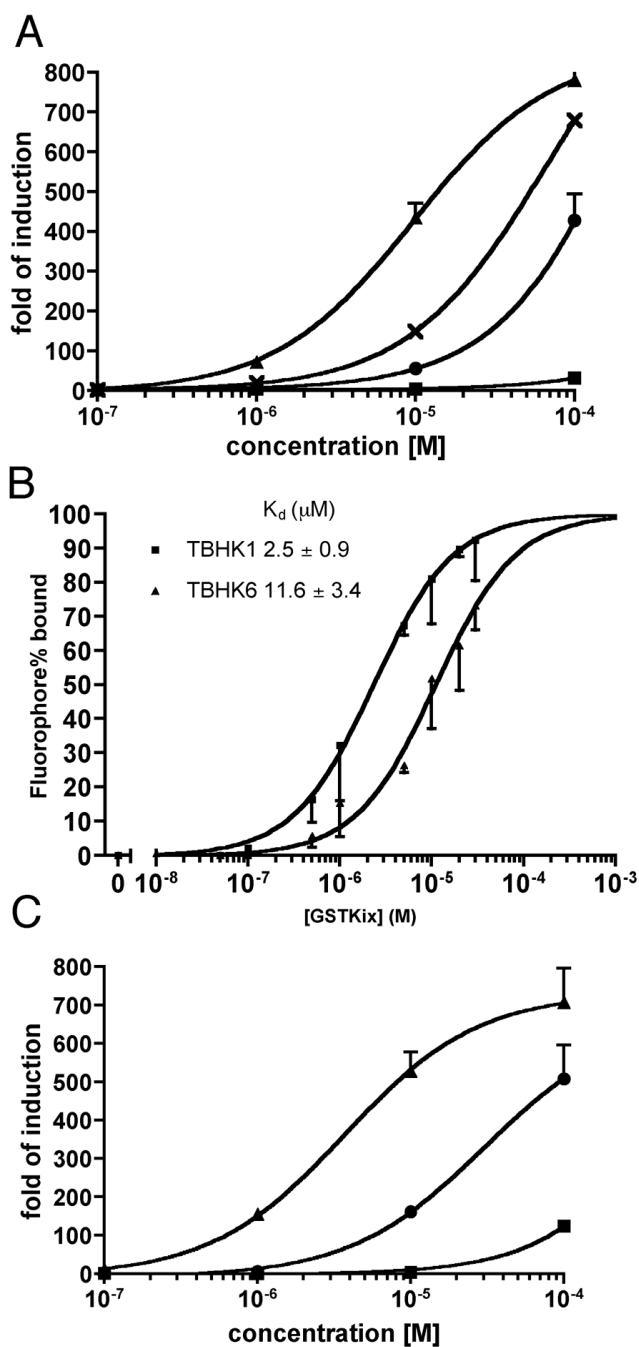 A
800
700
600
500
400
300
200
100
0
fold of induction
10-7 10-6 10-5 10-4
concentration [M]
B
Kd (μM)
TBHK1 2.5 ± 0.9
TBHK6 11.6 ± 3.4
100
90
80
70
60
50
40
30
20
10
0
Fluorophore% bound
0 10-8 10-7 10-6 10-5 10-4 10-3
[GSTKix] (M)
C
800
700
600
500
400
300
200
100
0
fold of induction
10-7 10-6 10-5 10-4
concentration [M]